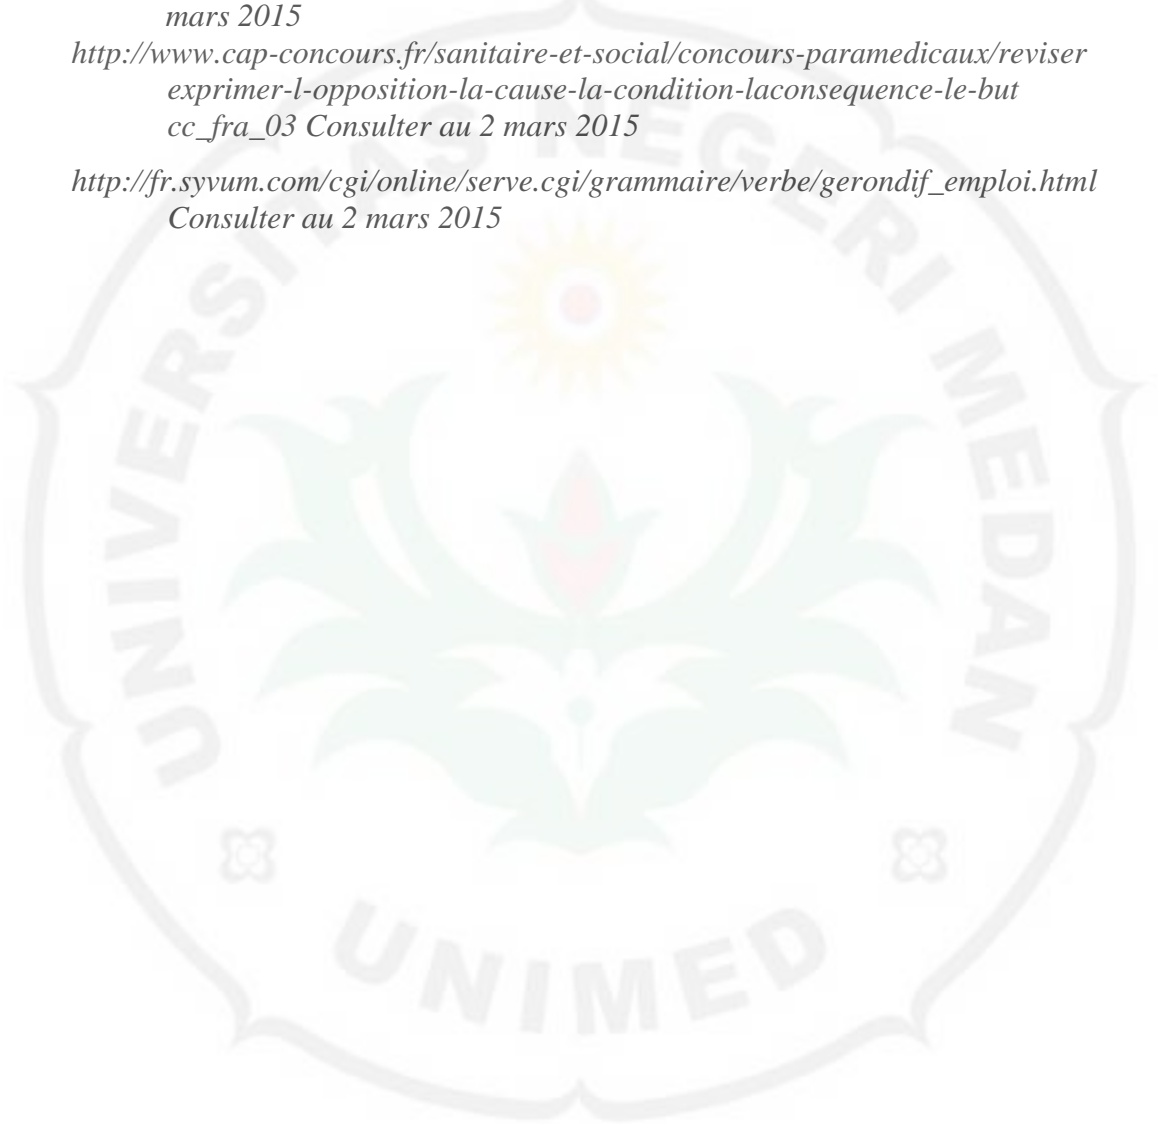 mars 2015
http://www.cap-concours.fr/sanitaire-et-social/concours-paramedicaux/reviser
exprimer-l-opposition-la-cause-la-condition-laconsequence-le-but
cc_fra_03 Consulter au 2 mars 2015
http://fr.syvum.com/cgi/online/serve.cgi/grammaire/verbe/gerondif_emploi.html
Consulter au 2 mars 2015
UNIVERSITAS NEGERI MEDAN
UNIMED